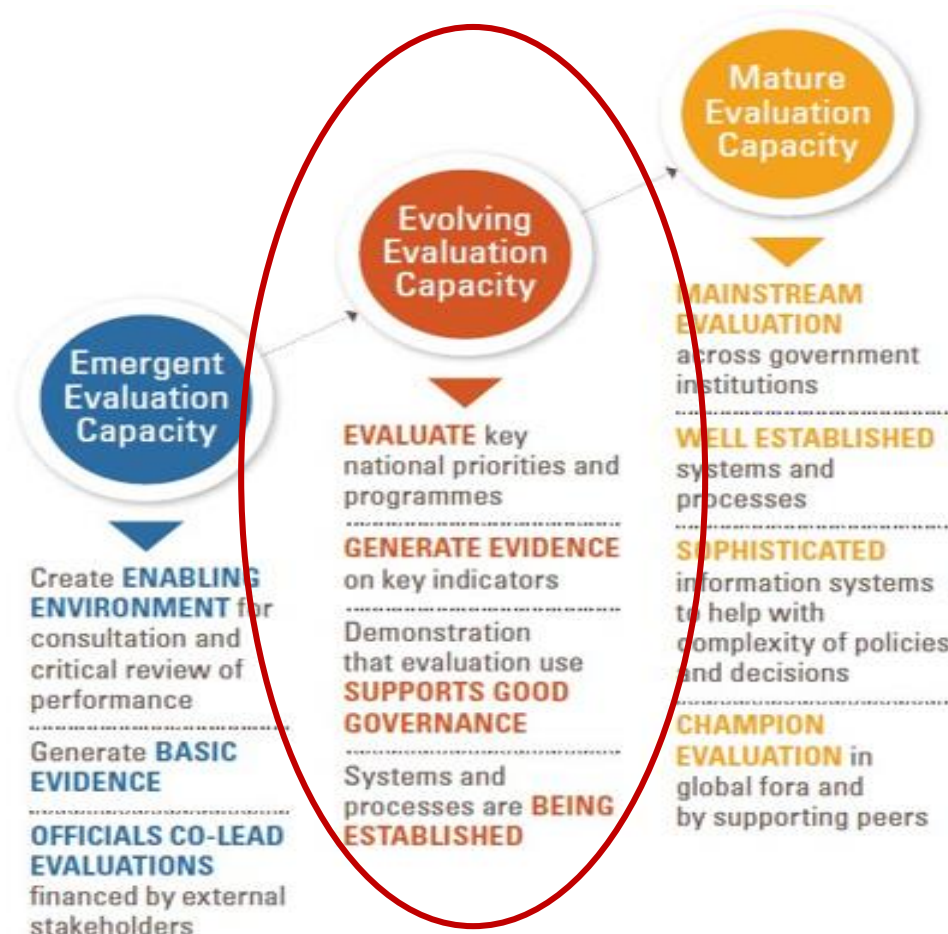 Emergent
Evaluation
Capacity
Create ENABLING
ENVIRONMENT for
consultation and
critical review of
performance
Generate BASIC
EVIDENCE
OFFICIALS CO-LEAD
EVALUATIONS
financed by external
stakeholders
Evolving
Evaluation
Capacity
EVALUATE key
national priorities and
programmes
GENERATE EVIDENCE
on key indicators
Demonstration
that evaluation use
SUPPORTS GOOD
GOVERNANCE
Systems and
processes are BEING
ESTABLISHED
Mature
Evaluation
Capacity
MAINSTREAM
EVALUATION
across government
institutions
WELL ESTABLISHED
systems and
processes
SOPHISTICATED
information systems
to help with
complexity of policies
and decisions
CHAMPION
EVALUATION in
global fora and
by supporting peers